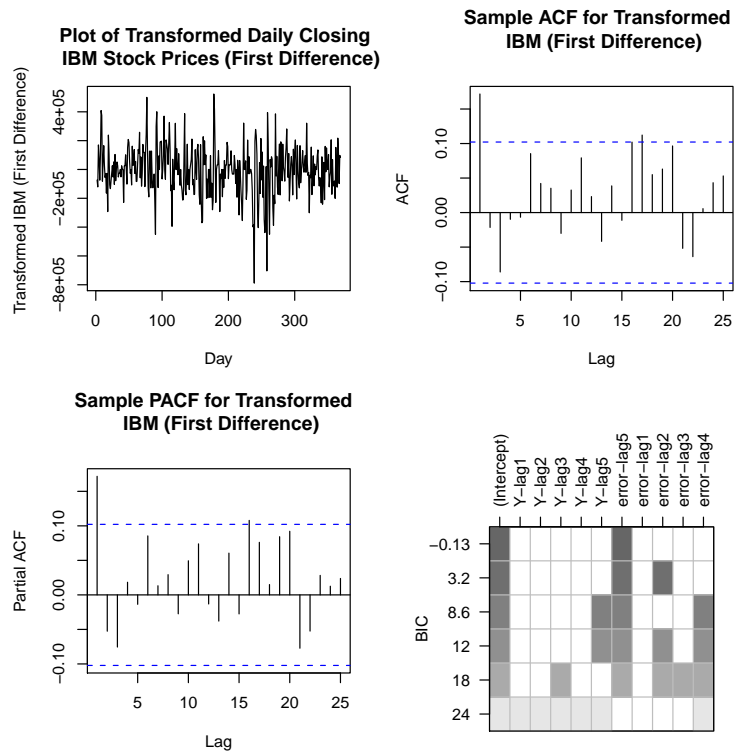 Plot of Transformed Daily Closing
IBM Stock Prices (First Difference)
Transformed IBM (First Difference)
4e+05
−2e+05
−8e+05
0 100 200 300
Day
Sample ACF for Transformed
IBM (First Difference)
ACF
0.10
0.00
−0.10
5 10 15 20 25
Lag
Sample PACF for Transformed
IBM (First Difference)
Partial ACF
0.10
0.00
−0.10
5 10 15 20 25
Lag
(Intercept)
Y−lag1
Y−lag2
Y−lag3
Y−lag4
Y−lag5
error−lag5
error−lag1
error−lag2
error−lag3
error−lag4
BIC
−0.13
3.2
8.6
12
18
24